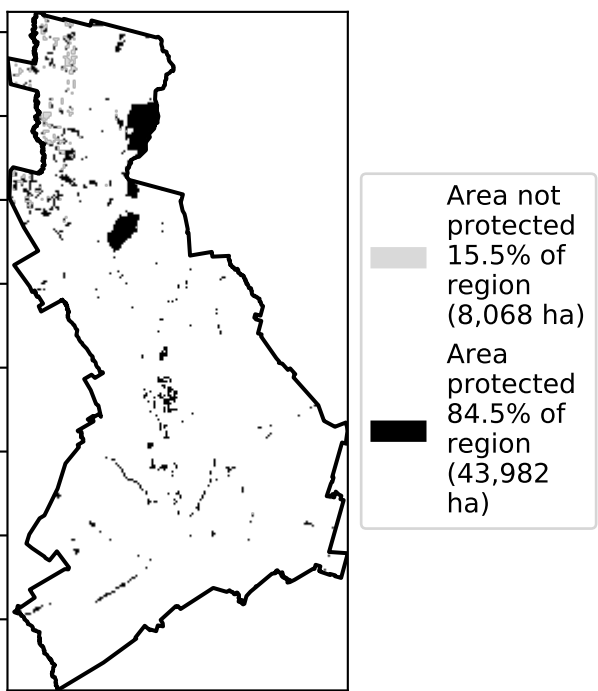 Area not
protected
15.5% of
region
(8,068 ha)
Area
protected
84.5% of
region
(43,982
ha)